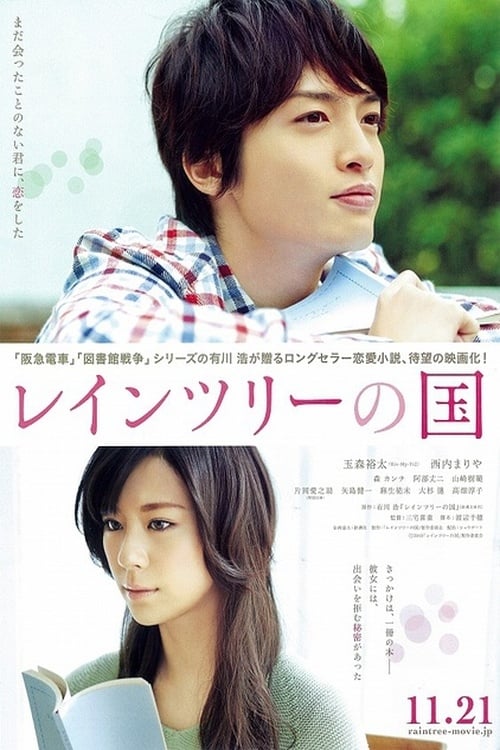 まだ会ったことのない君に、恋をした
「阪急電車」「図書館戦争」シリーズの有川 浩が贈るロングセラー恋愛小説、待望の映画化！
レインツリーの国
玉森裕太(Kis-My-Ft2) 西内まりや
森 カンナ 阿部丈二 山崎樹範
片岡愛之助 矢島健一 麻生祐未 大杉 漣 高畑淳子
きっかけは、一冊の本──
彼女には、
出会いを拒む秘密があった
11.21
raintree-movie.jp